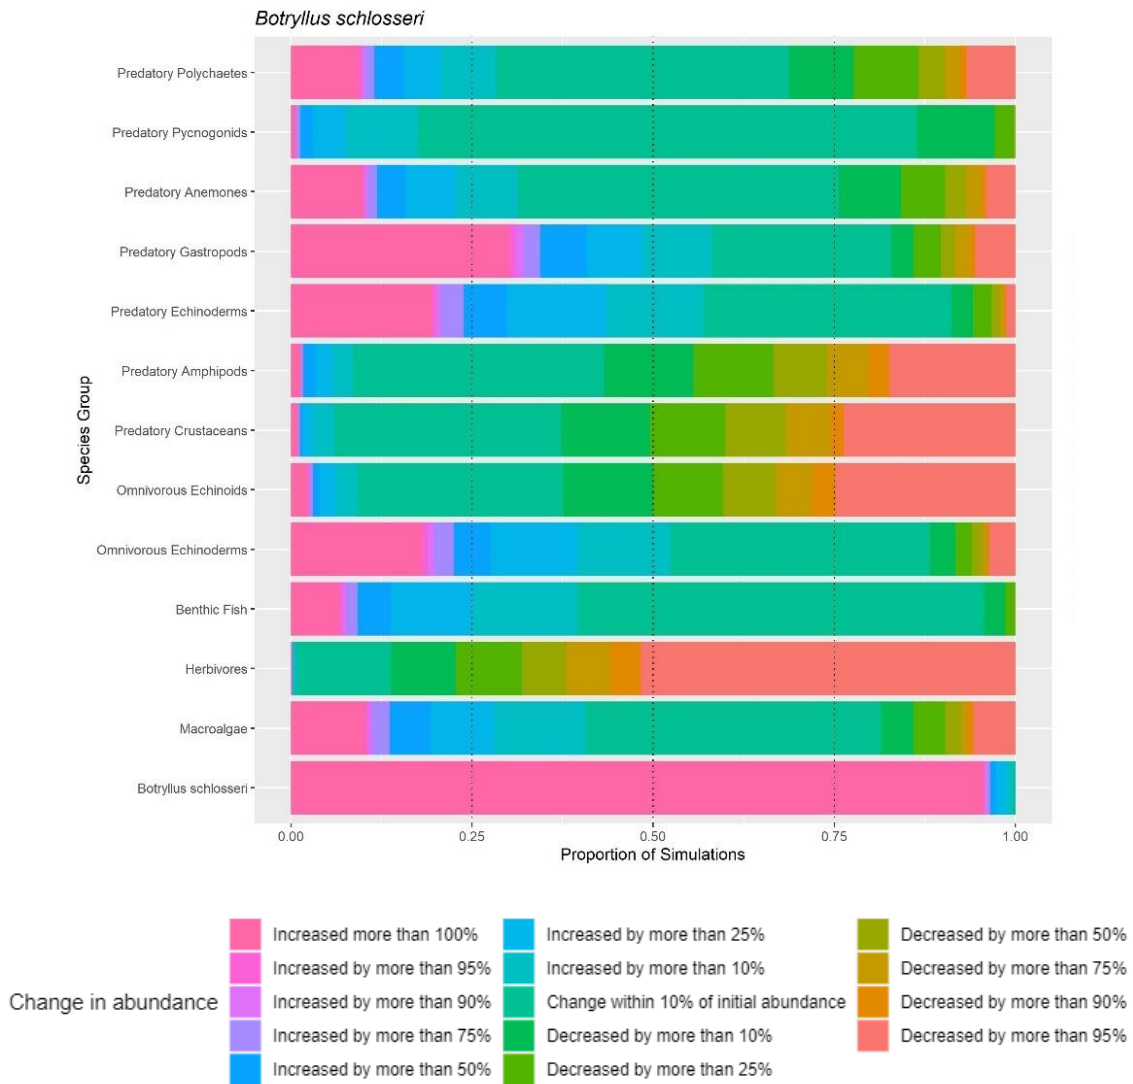 Botryllus schlosseri
Predatory Polychaetes
Predatory Pycnogonids
Predatory Anemones
Predatory Gastropods
Predatory Echinoderms
Predatory Amphipods
Predatory Crustaceans
Omnivorous Echinoids
Omnivorous Echinoderms
Benthic Fish
Herbivores
Macroalgae
Botryllus schlosseri
Species Group
0.00 0.25 0.50 0.75 1.00
Proportion of Simulations
Change in abundance
Increased more than 100%
Increased by more than 95%
Increased by more than 90%
Increased by more than 75%
Increased by more than 50%
Increased by more than 25%
Increased by more than 10%
Change within 10% of initial abundance
Decreased by more than 10%
Decreased by more than 25%
Decreased by more than 50%
Decreased by more than 75%
Decreased by more than 90%
Decreased by more than 95%